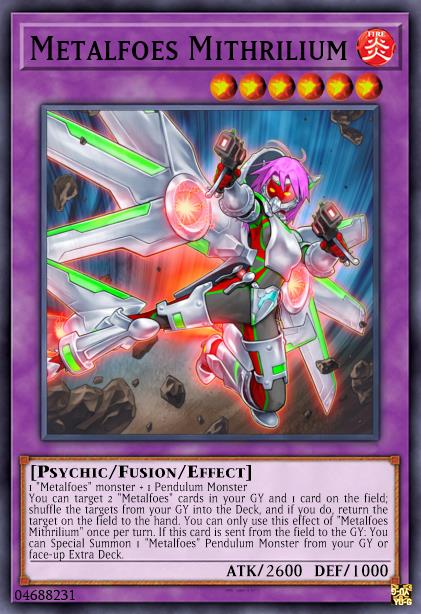 METALFOES MITHRILIUM
FIRE
炎
[PSYCHIC/FUSION/EFFECT]
1 "Metalfoes" monster + 1 Pendulum Monster
You can target 2 "Metalfoes" cards in your GY and 1 card on the field;
shuffle the targets from your GY into the Deck, and if you do, return the
target on the field to the hand. You can only use this effect of "Metalfoes
Mithrilium" once per turn. If this card is sent from the field to the GY: You
can Special Summon 1 "Metalfoes" Pendulum Monster from your GY or
face-up Extra Deck.
ATK/2600 DEF/1000
04688231